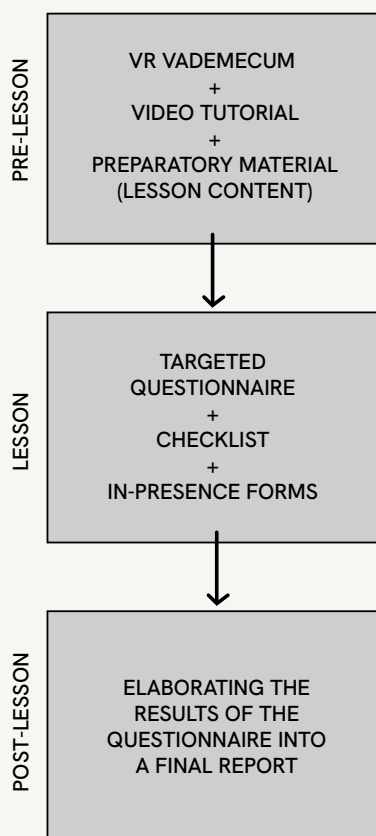 PRE-LESSON
VR VADEMECUM
+
VIDEO TUTORIAL
+
PREPARATORY MATERIAL
(LESSON CONTENT)
LESSON
TARGETED
QUESTIONNAIRE
+
CHECKLIST
+
IN-PRESENCE FORMS
POST-LESSON
ELABORATING THE
RESULTS OF THE
QUESTIONNAIRE INTO
A FINAL REPORT